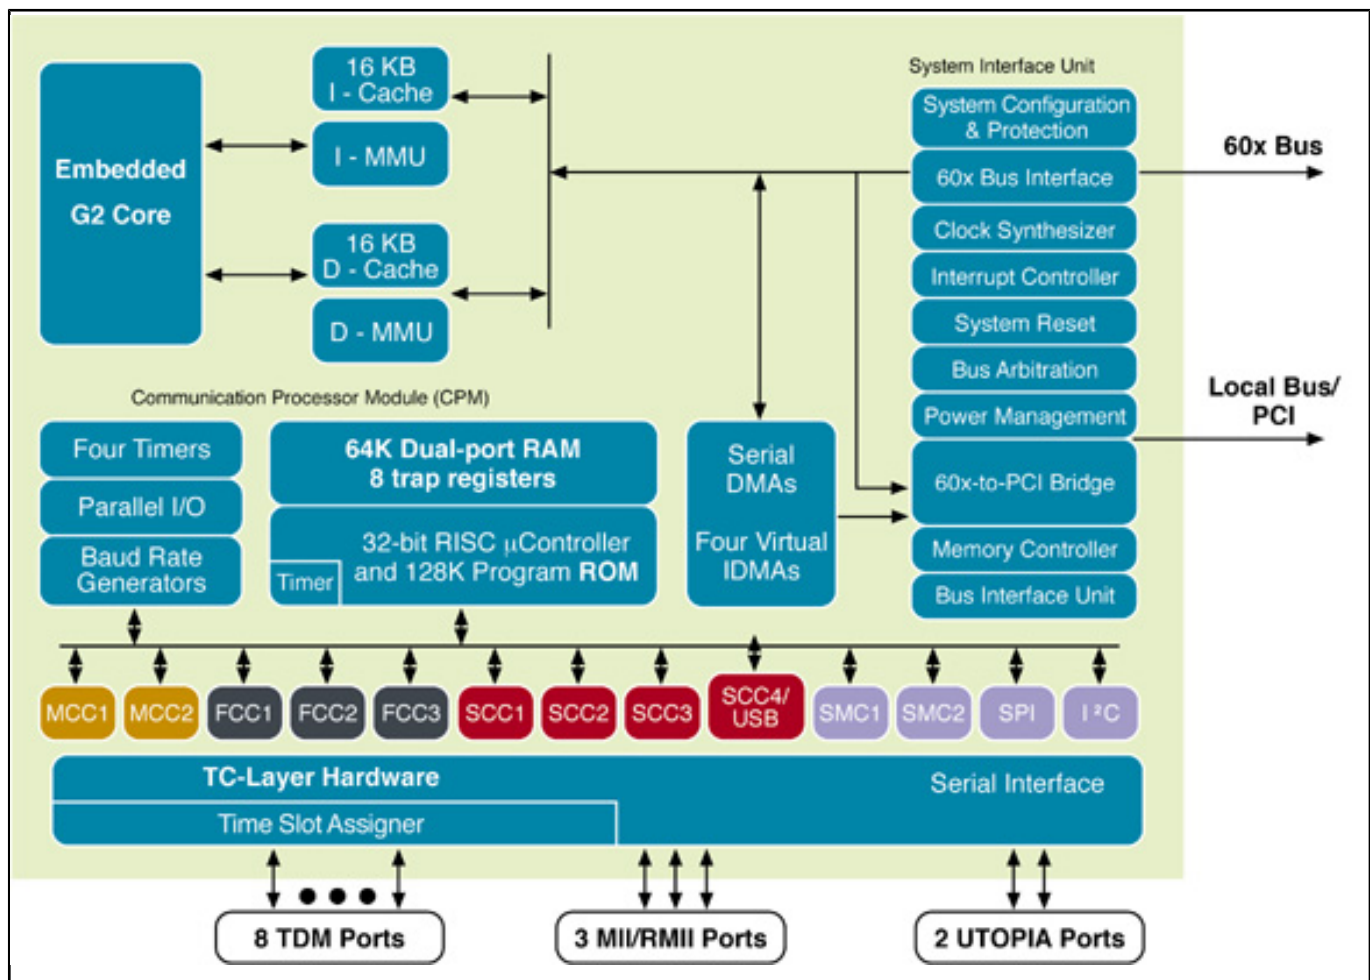 Embedded
G2 Core
16 KB
I - Cache
I - MMU
16 KB
D - Cache
D - MMU
System Interface Unit
System Configuration
& Protection
60x Bus Interface
Clock Synthesizer
Interrupt Controller
System Reset
Bus Arbitration
Power Management
60x-to-PCI Bridge
Memory Controller
Bus Interface Unit
60x Bus
Local Bus/
PCI
Communication Processor Module (CPM)
Four Timers
Parallel I/O
Baud Rate
Generators
64K Dual-port RAM
8 trap registers
32-bit RISC μController
and 128K Program ROM
Timer
Serial
DMAs
Four Virtual
IDMAs
MCC1
MCC2
FCC1
FCC2
FCC3
SCC1
SCC2
SCC3
SCC4/
USB
SMC1
SMC2
SPI
I²C
TC-Layer Hardware
Serial Interface
Time Slot Assigner
8 TDM Ports
3 MII/RMII Ports
2 UTOPIA Ports